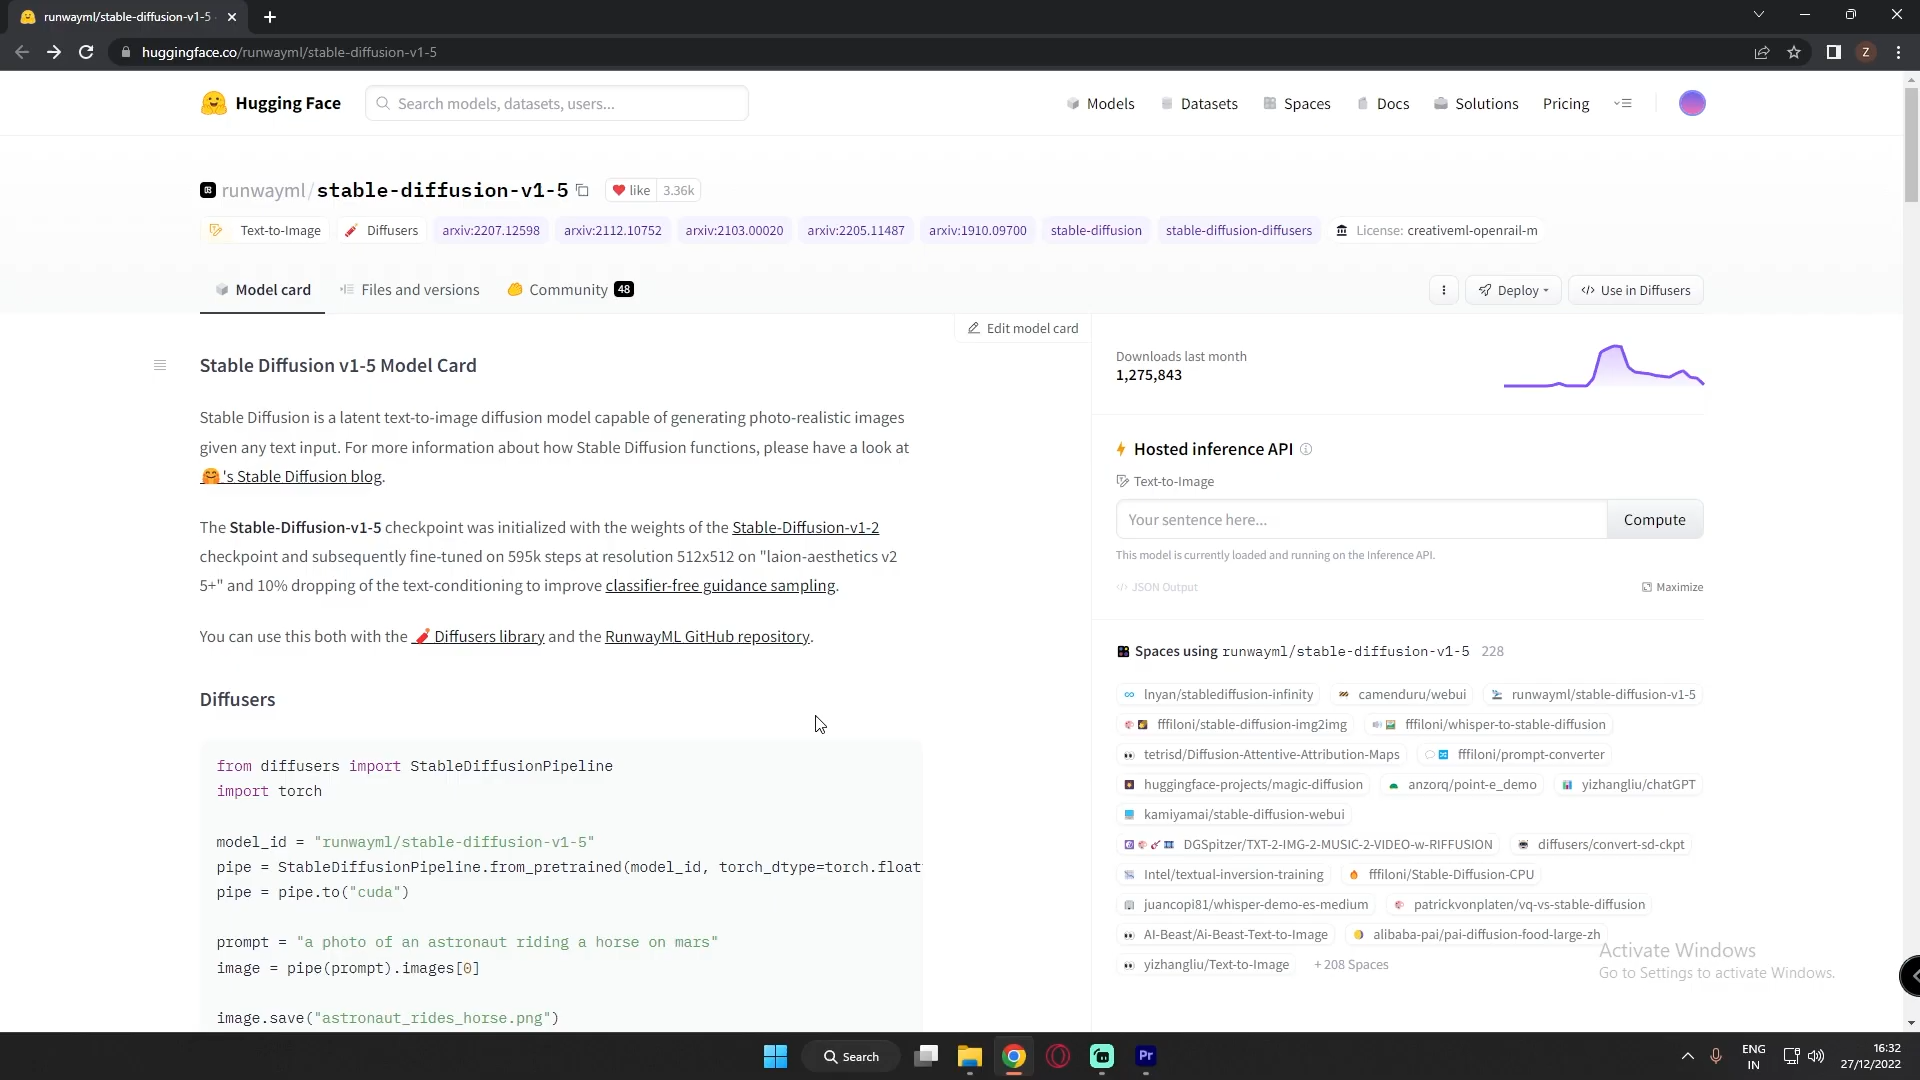 runwayml/stable-diffusion-v1-5
huggingface.co/runwayml/stable-diffusion-v1-5
Z
Hugging Face
Search models, datasets, users...
Models Datasets Spaces Docs Solutions Pricing
runwayml/stable-diffusion-v1-5 like 3.36k
Text-to-Image Diffusers arxiv:2207.12598 arxiv:2112.10752 arxiv:2103.00020 arxiv:2205.11487 arxiv:1910.09700 stable-diffusion stable-diffusion-diffusers License: creativeml-openrail-m
Model card Files and versions Community 48
Deploy Use in Diffusers
Edit model card
Stable Diffusion v1-5 Model Card
Stable Diffusion is a latent text-to-image diffusion model capable of generating photo-realistic images
given any text input. For more information about how Stable Diffusion functions, please have a look at
🤗's Stable Diffusion blog.
The Stable-Diffusion-v1-5 checkpoint was initialized with the weights of the Stable-Diffusion-v1-2
checkpoint and subsequently fine-tuned on 595k steps at resolution 512x512 on "laion-aesthetics v2
5+" and 10% dropping of the text-conditioning to improve classifier-free guidance sampling.
You can use this both with the 🧨Diffusers library and the RunwayML GitHub repository.
Diffusers
from diffusers import StableDiffusionPipeline
import torch
model_id = "runwayml/stable-diffusion-v1-5"
pipe = StableDiffusionPipeline.from_pretrained(model_id, torch_dtype=torch.float
pipe = pipe.to("cuda")
prompt = "a photo of an astronaut riding a horse on mars"
image = pipe(prompt).images[0]
image.save("astronaut_rides_horse.png")
Downloads last month
1,275,843
Hosted inference API
Text-to-Image
Your sentence here...
Compute
This model is currently loaded and running on the Inference API.
</> JSON Output
Maximize
Spaces using runwayml/stable-diffusion-v1-5 228
lnyan/stablediffusion-infinity camenduru/webui runwayml/stable-diffusion-v1-5
fffiloni/stable-diffusion-img2img fffiloni/whisper-to-stable-diffusion
tetrisd/Diffusion-Attentive-Attribution-Maps fffiloni/prompt-converter
huggingface-projects/magic-diffusion anzorq/point-e_demo yizhangliu/chatGPT
kamiyamai/stable-diffusion-webui
DGSpitzer/TXT-2-IMG-2-MUSIC-2-VIDEO-w-RIFFUSION diffusers/convert-sd-ckpt
Intel/textual-inversion-training fffiloni/Stable-Diffusion-CPU
juancopi81/whisper-demo-es-medium patrickvonplaten/vq-vs-stable-diffusion
AI-Beast/Ai-Beast-Text-to-Image alibaba-pai/pai-diffusion-food-large-zh
yizhangliu/Text-to-Image + 208 Spaces
Activate Windows
Go to Settings to activate Windows.
Search
Pr
ENG
IN
16:32
27/12/2022